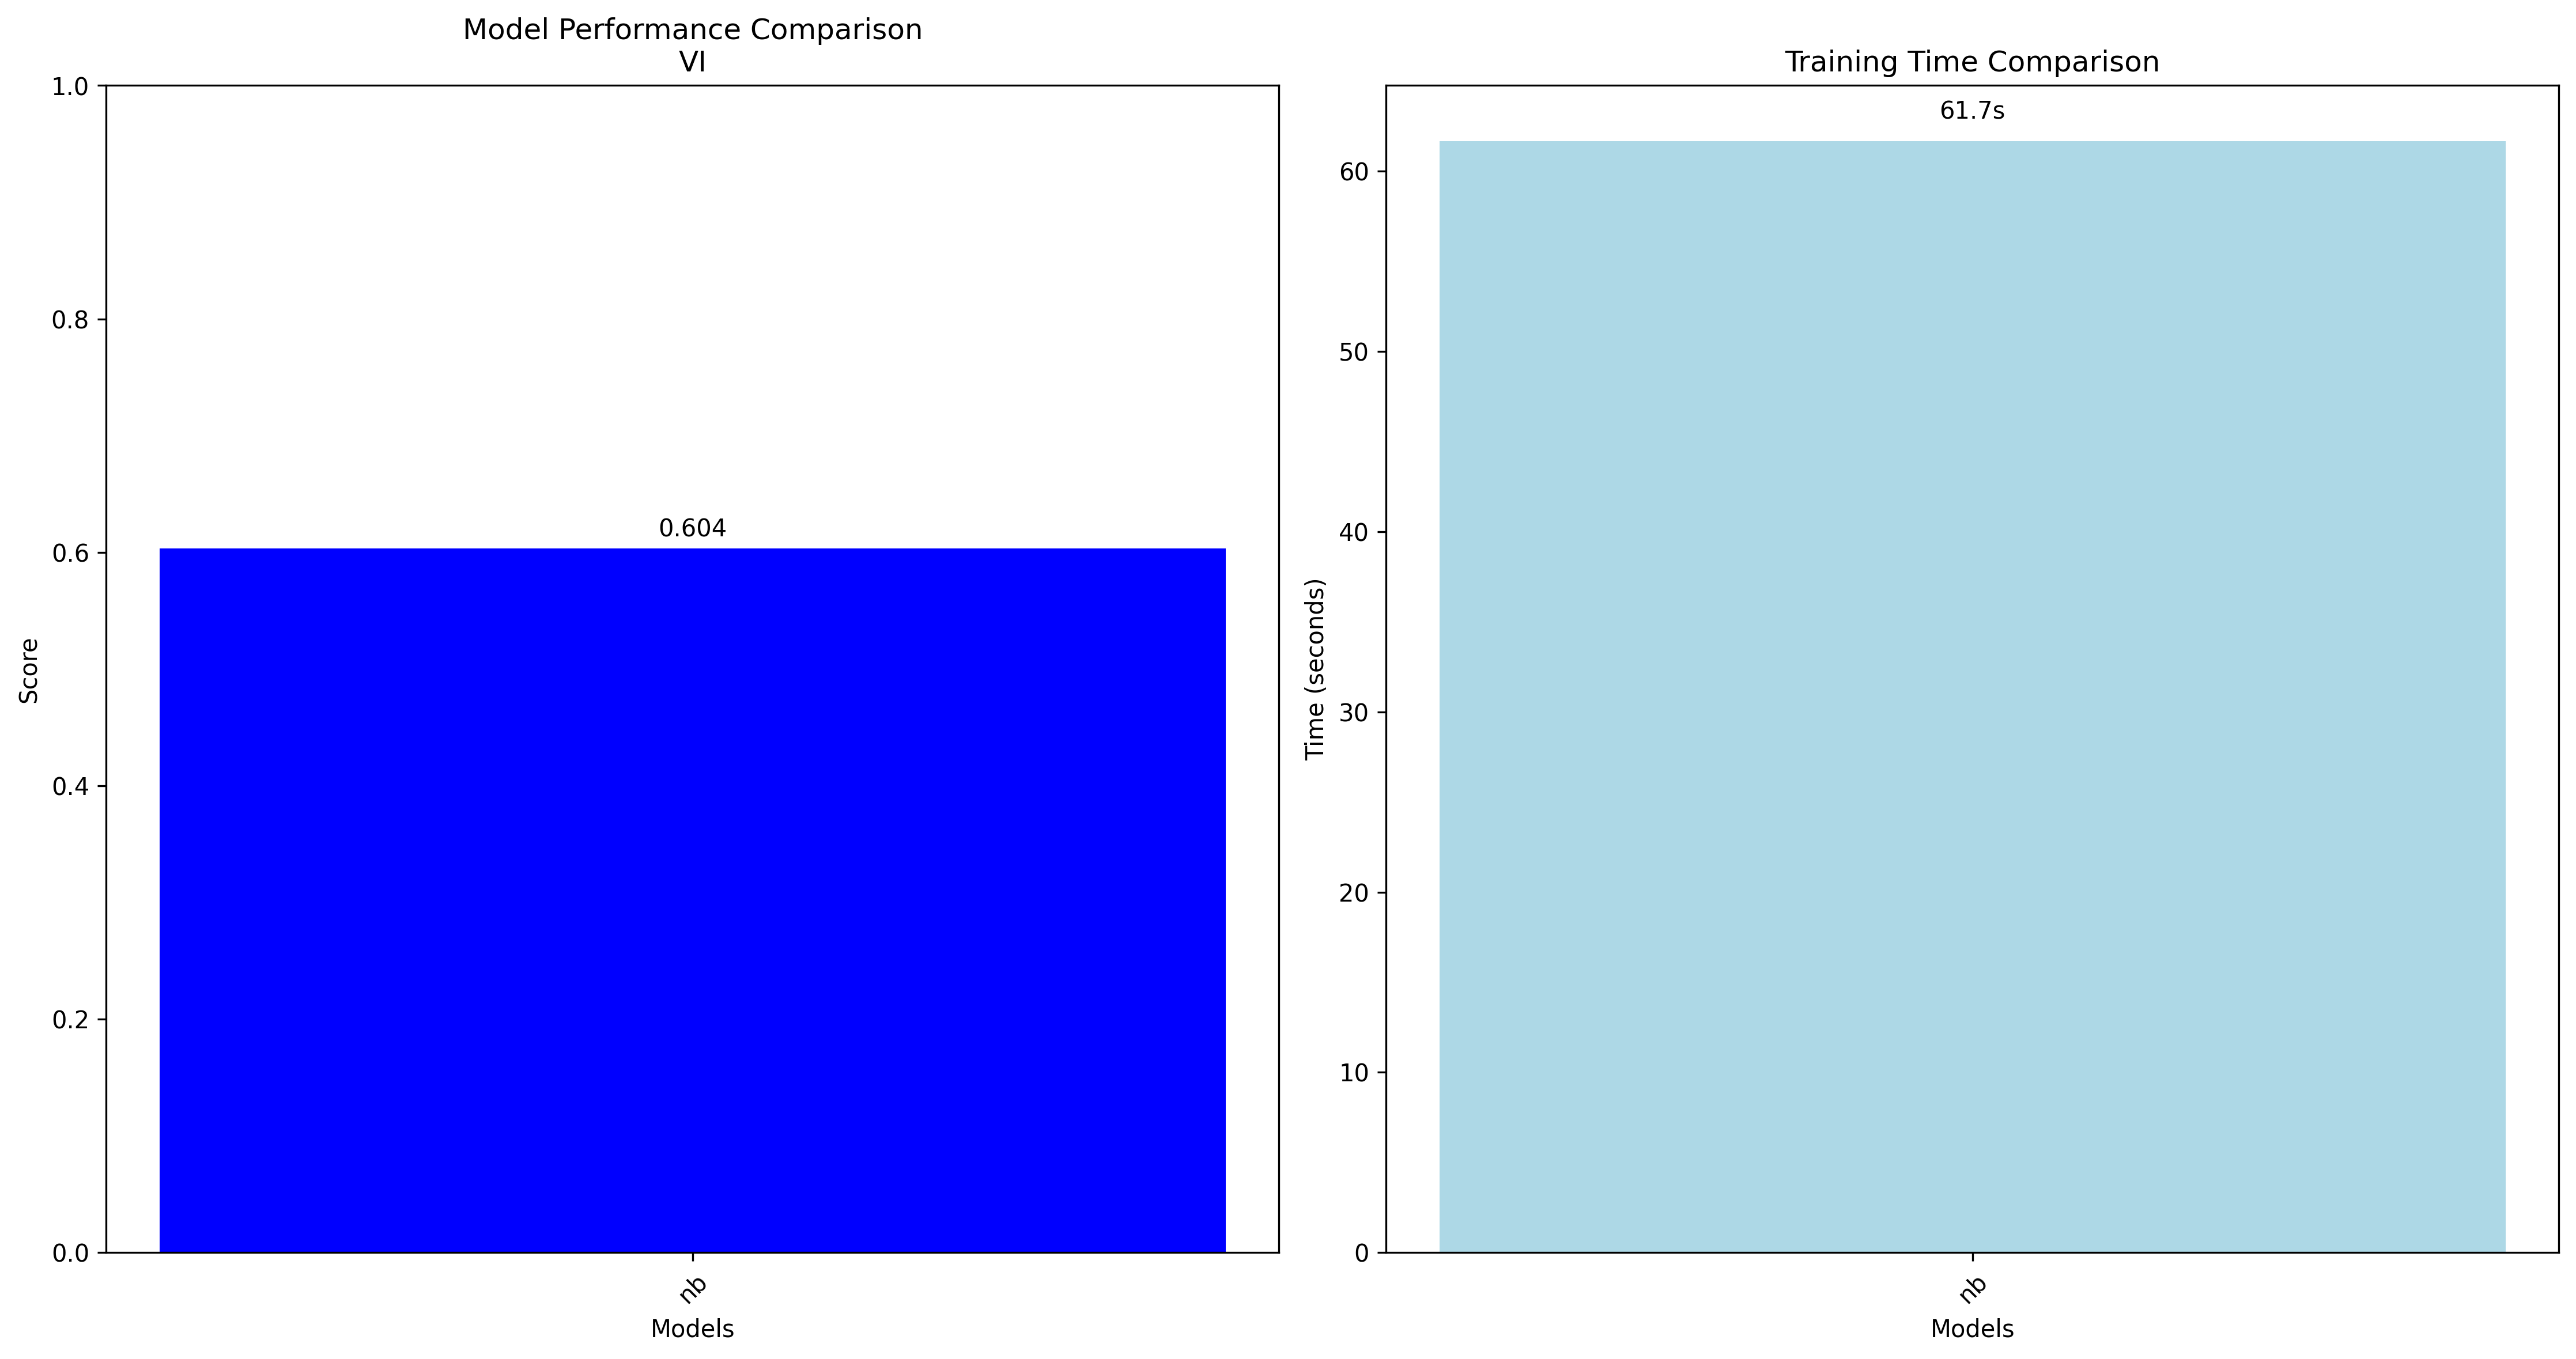 Model Performance Comparison
VI
1.0
0.8
0.6
0.4
0.2
0.0
Score
0.604
nb
Models
Training Time Comparison
60
50
40
30
20
10
0
Time (seconds)
61.7s
nb
Models